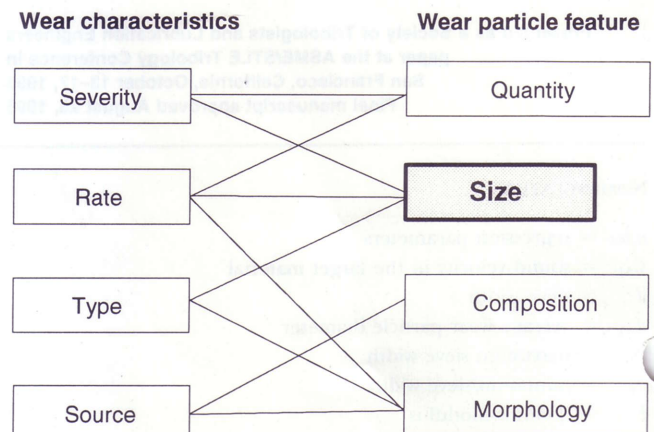 Wear characteristics
Wear particle feature
Severity
Quantity
Rate
Size
Type
Composition
Source
Morphology